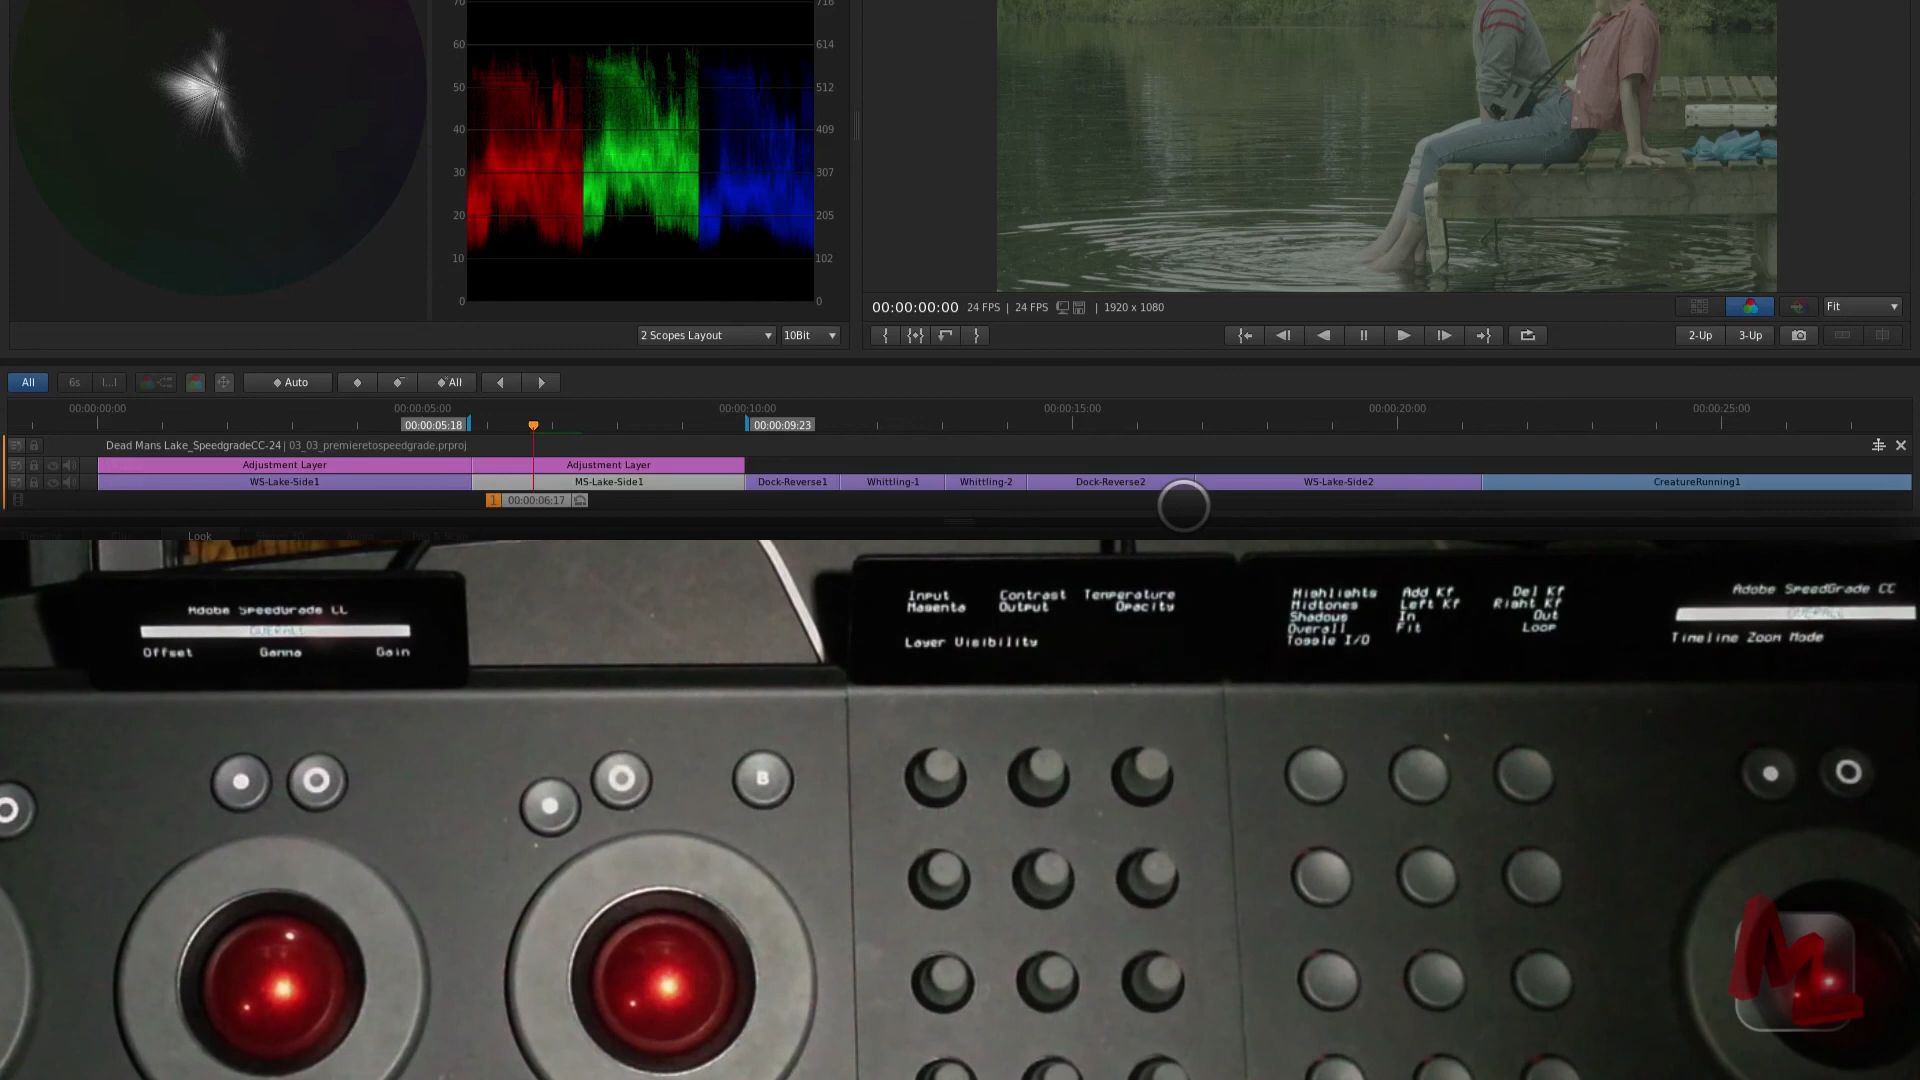 70
60
50
40
30
20
10
0
716
614
512
409
307
205
102
0
2 Scopes Layout
10Bit
00:00:00:00 24 FPS | 24 FPS | 1920 x 1080
Fit
2-Up
3-Up
All
6s
Auto
All
00:00:00:00
00:00:05:00
00:00:10:00
00:00:15:00
00:00:20:00
00:00:25:00
00:00:05:18
00:00:09:23
Dead Mans Lake_SpeedgradeCC-24 | 03_03_premieretospeedgrade.prproj
Adjustment Layer
Adjustment Layer
WS-Lake-Side1
MS-Lake-Side1
Dock-Reverse1
Whittling-1
Whittling-2
Dock-Reverse2
WS-Lake-Side2
CreatureRunning1
1 00:00:06:17
Look
Adobe SpeedGrade CC
OVERALL
Offset Gamma Gain
Input Contrast Temperature
Magenta Output Opacity
Layer Visibility
Highlights Add Kf Del Kf
Midtones Left Kf Right Kf
Shadows In Out
Overall Fit Loop
Toggle I/O
Adobe SpeedGrade CC
OVERALL
Timeline Zoom Mode
B
ML